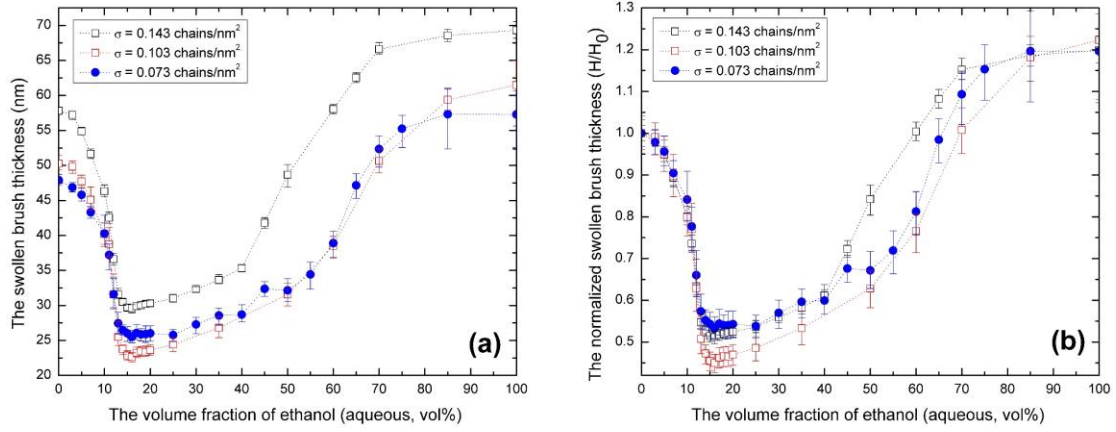 σ = 0.143 chains/nm²
σ = 0.103 chains/nm²
σ = 0.073 chains/nm²
The swollen brush thickness (nm)
70
65
60
55
50
45
40
35
30
25
20
0 10 20 30 40 50 60 70 80 90 100
The volume fraction of ethanol (aqueous, vol%)
(a)
σ = 0.143 chains/nm²
σ = 0.103 chains/nm²
σ = 0.073 chains/nm²
The normalized swollen brush thickness (H/H₀)
1.2
1.1
1.0
0.9
0.8
0.7
0.6
0.5
0 10 20 30 40 50 60 70 80 90 100
The volume fraction of ethanol (aqueous, vol%)
(b)